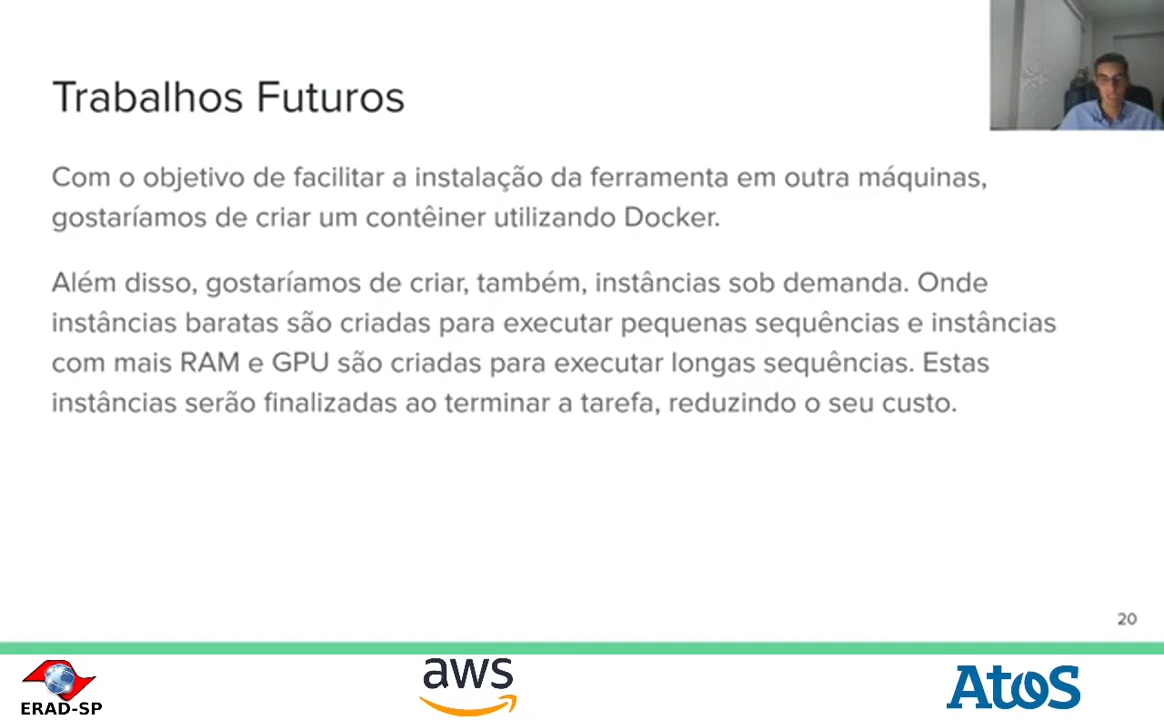 Trabalhos Futuros
Com o objetivo de facilitar a instalação da ferramenta em outra máquinas,
gostaríamos de criar um contêiner utilizando Docker.
Além disso, gostaríamos de criar, também, instâncias sob demanda. Onde
instâncias baratas são criadas para executar pequenas sequências e instâncias
com mais RAM e GPU são criadas para executar longas sequências. Estas
instâncias serão finalizadas ao terminar a tarefa, reduzindo o seu custo.
20
ERAD-SP
aws
Atos